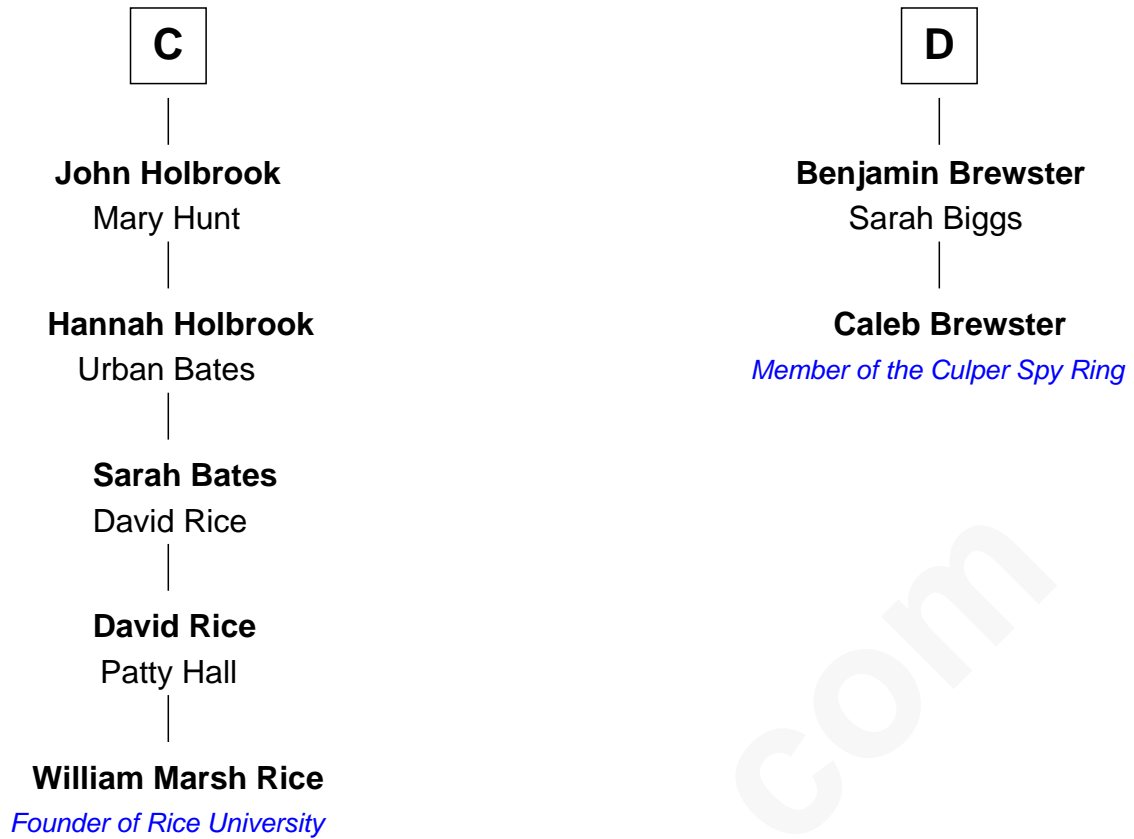 C
John Holbrook
Mary Hunt
Hannah Holbrook
Urban Bates
Sarah Bates
David Rice
David Rice
Patty Hall
William Marsh Rice
Founder of Rice University
D
Benjamin Brewster
Sarah Biggs
Caleb Brewster
Member of the Culper Spy Ring
com